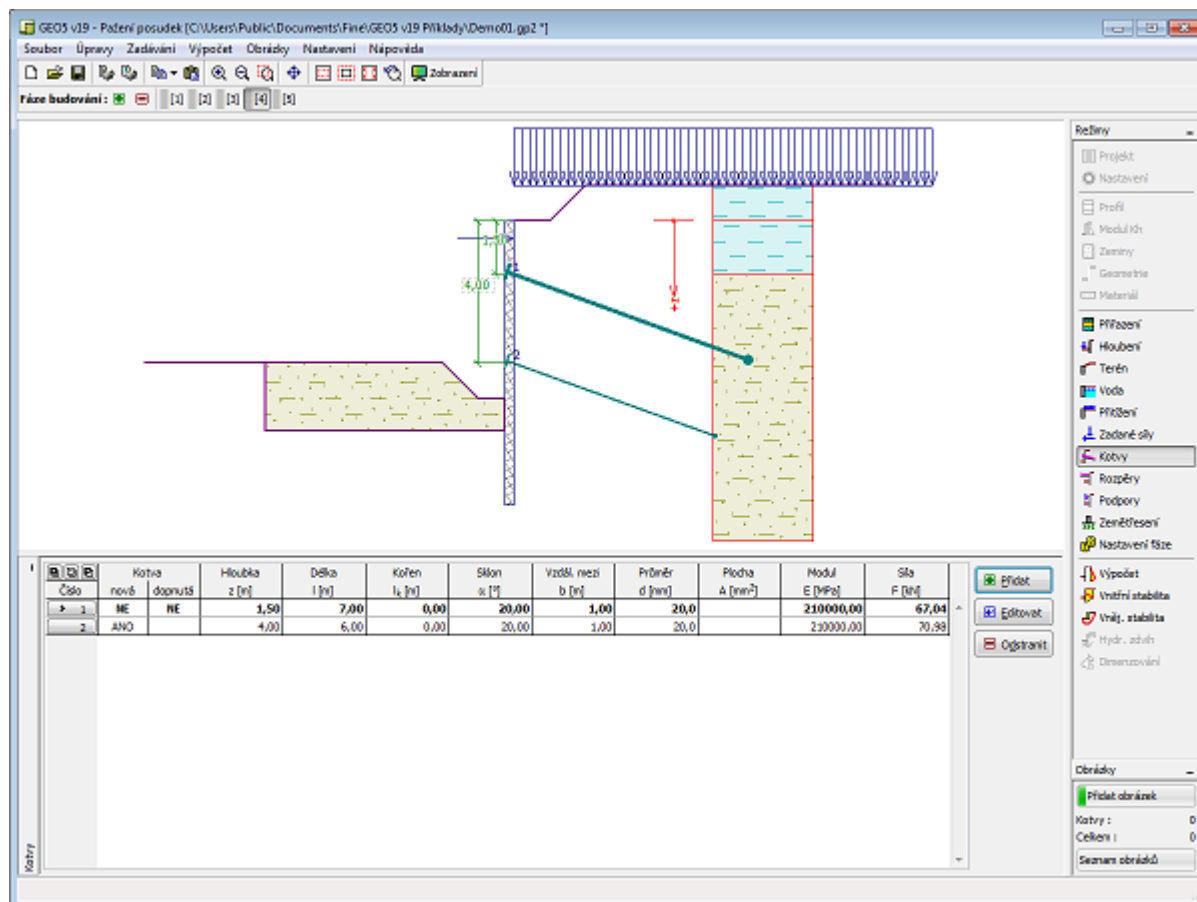 GEO5 v19 - Pažení posudek [C:\Users\Public\Documents\Fine\GEO5 v19 Příklady\Demo01.gp2 *]
Soubor Úpravy Zadávání Výpočet Obrázky Nastavení Nápověda
Zobrazení
Fáze budování : [1] [2] [3] [4] [5]
4,00
1
2
+z
Režimy
Projekt
Nastavení
Profil
Modul Kh
Zeminy
Geometrie
Materiál
Přiřazení
Hloubení
Terén
Voda
Přitížení
Zadané síly
Kotvy
Rozpěry
Podpory
Zemětřesení
Nastavení fáze
Výpočet
Vnitřní stabilita
Vněj. stabilita
Hydr. zdvih
Dimenzování
Číslo Kotva nová dopnutá Hloubka z [m] Délka l [m] Kořen lk [m] Sklon α [°] Vzdál. mezi b [m] Průměr d [mm] Plocha A [mm²] Modul E [MPa] Síla F [kN]
1 NE NE 1,50 7,00 0,00 20,00 1,00 20,0 210000,00 67,04
2 ANO 4,00 6,00 0,00 20,00 1,00 20,0 210000,00 70,98
Přidat
Editovat
Odstranit
Kotvy
Obrázky
Přidat obrázek
Kotvy : 0
Celkem : 0
Seznam obrázků